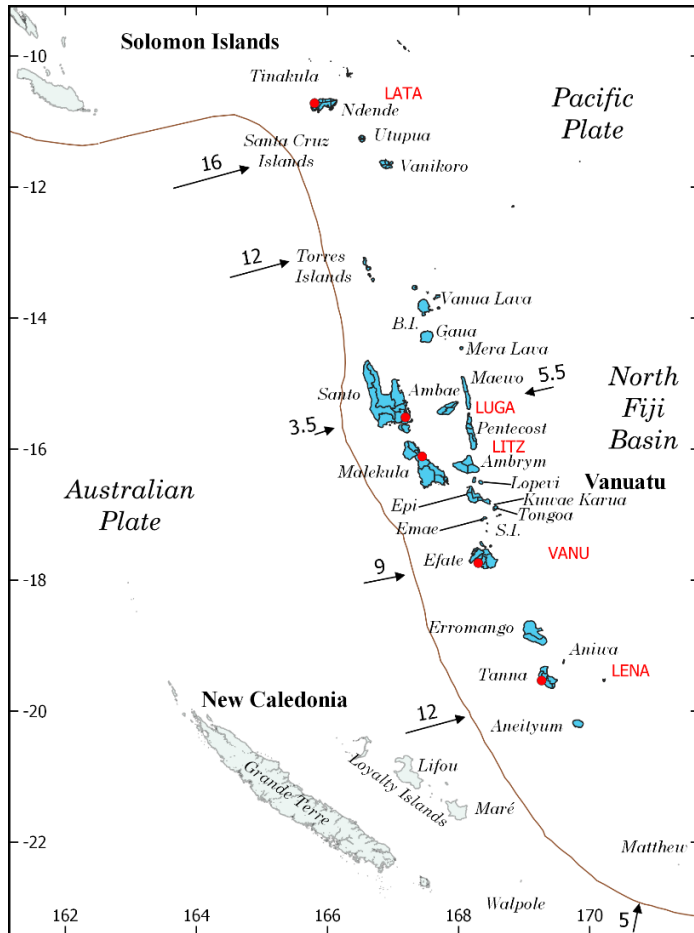 Solomon Islands
-10
Tinakula
LATA
Ndende
Pacific
Plate
Utupua
Santa Cruz
Islands
Vanikoro
16
-12
12
Torres
Islands
Vanua Lava
-14
B.I.
Gaua
Mera Lava
Santo
Ambae
Maewo
5.5
North
Fiji
Basin
LUGA
3.5
Pentecost
-16
LITZ
Malekula
Ambrym
Lopevi
Vanuatu
Australian
Plate
Epi
Kuwae Karua
Tongoa
Emae
S.I.
Efate
VANU
9
-18
Erromango
Aniwa
Tanna
LENA
New Caledonia
12
-20
Aneityum
Lifou
Loyalty Islands
Grande Terre
Maré
-22
Matthew
Walpole
5
162
164
166
168
170